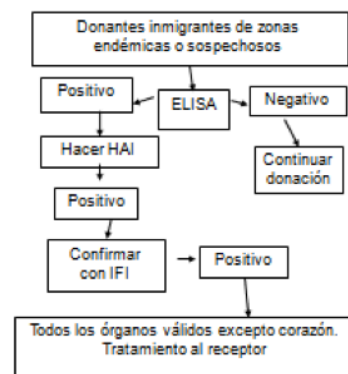 Donantes inmigrantes de zonas
endémicas o sospechosos
Positivo
ELISA
Negativo
Hacer HAI
Continuar
donación
Positivo
Confirmar
con IFI
Positivo
Todos los órganos válidos excepto corazón.
Tratamiento al receptor